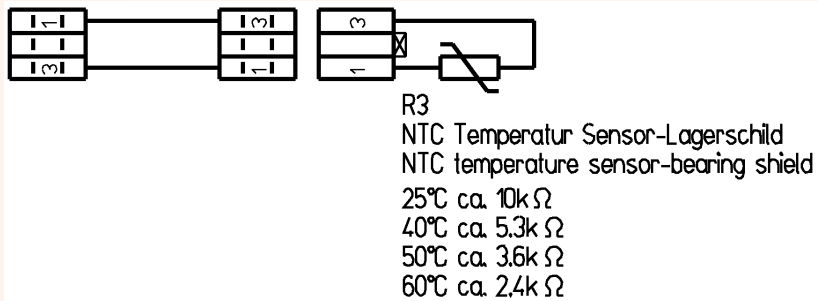 1 3 3
3 1 1
R3
NTC Temperatur Sensor-Lagerschild
NTC temperature sensor-bearing shield
25°C ca. 10k Ω
40°C ca. 5.3k Ω
50°C ca. 3.6k Ω
60°C ca. 2,4k Ω